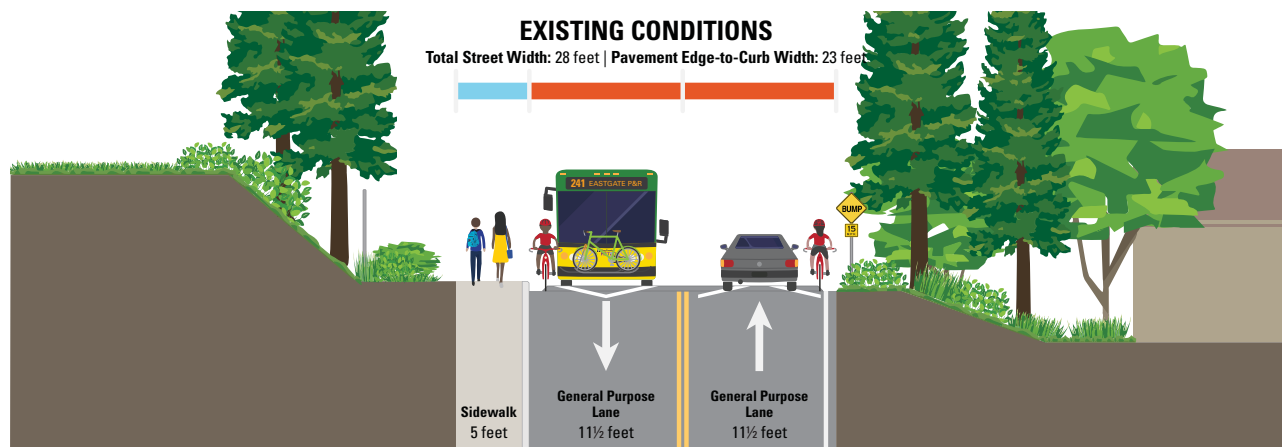 EXISTING CONDITIONS
Total Street Width: 28 feet | Pavement Edge-to-Curb Width: 23 feet
241 EASTGATE P&R
BUMP
15
Sidewalk
5 feet
General Purpose
Lane
11½ feet
General Purpose
Lane
11½ feet